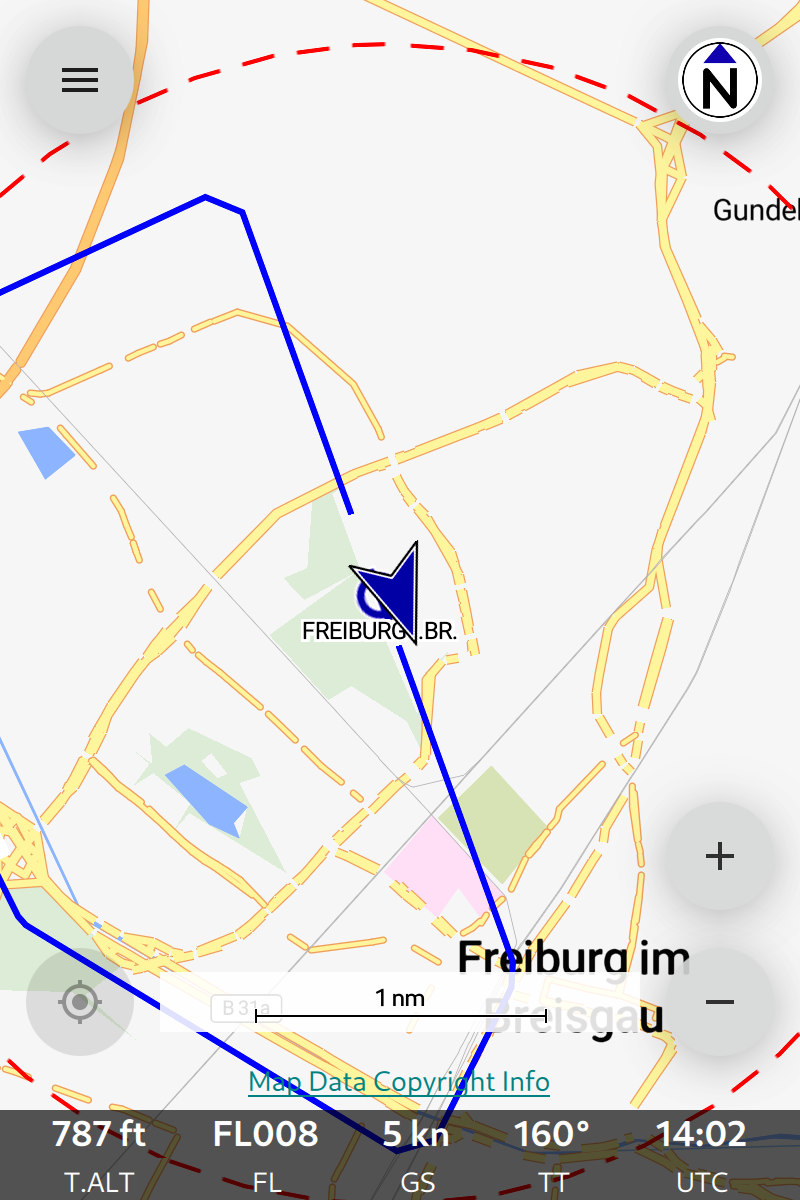 N
Gundel
FREIBURG .BR.
Freiburg im
Breisgau
1 nm
B 31a
Map Data Copyright Info
787 ft FL008 5 kn 160° 14:02
T.ALT FL GS TT UTC